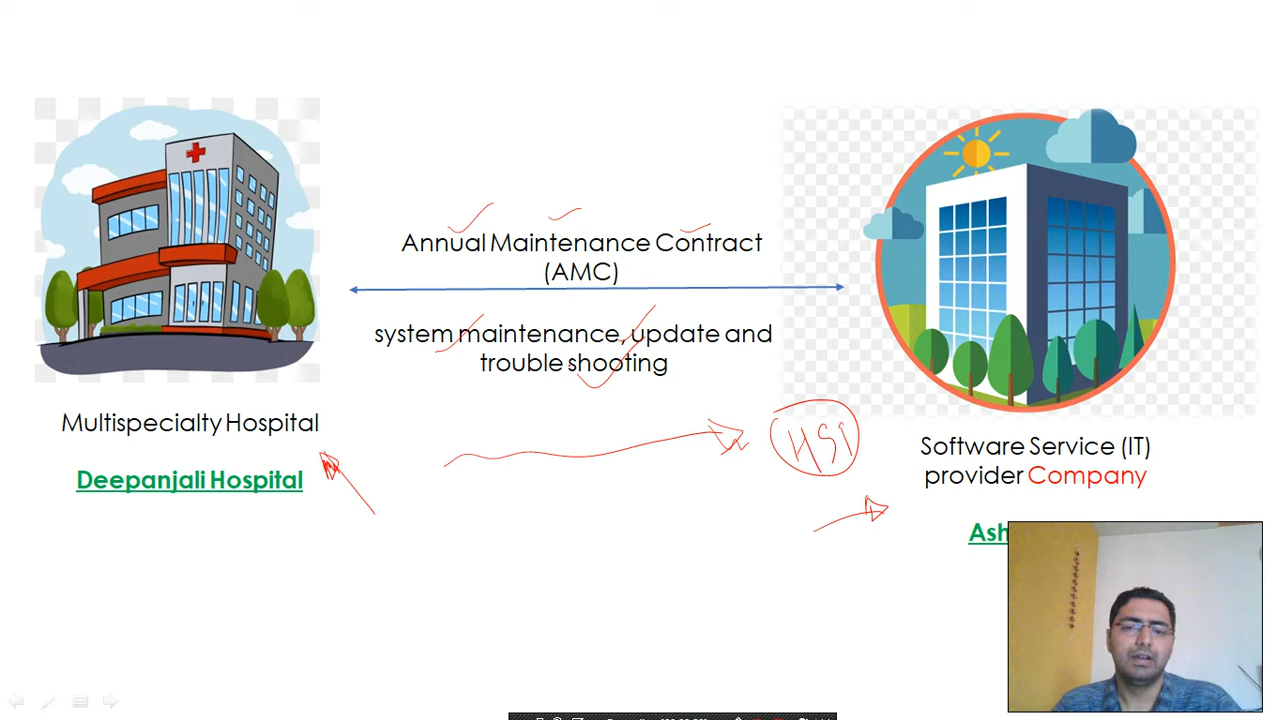 Annual Maintenance Contract
(AMC)
system maintenance, update and
trouble shooting
Multispecialty Hospital
Deepanjali Hospital
HSI
Software Service (IT)
provider Company